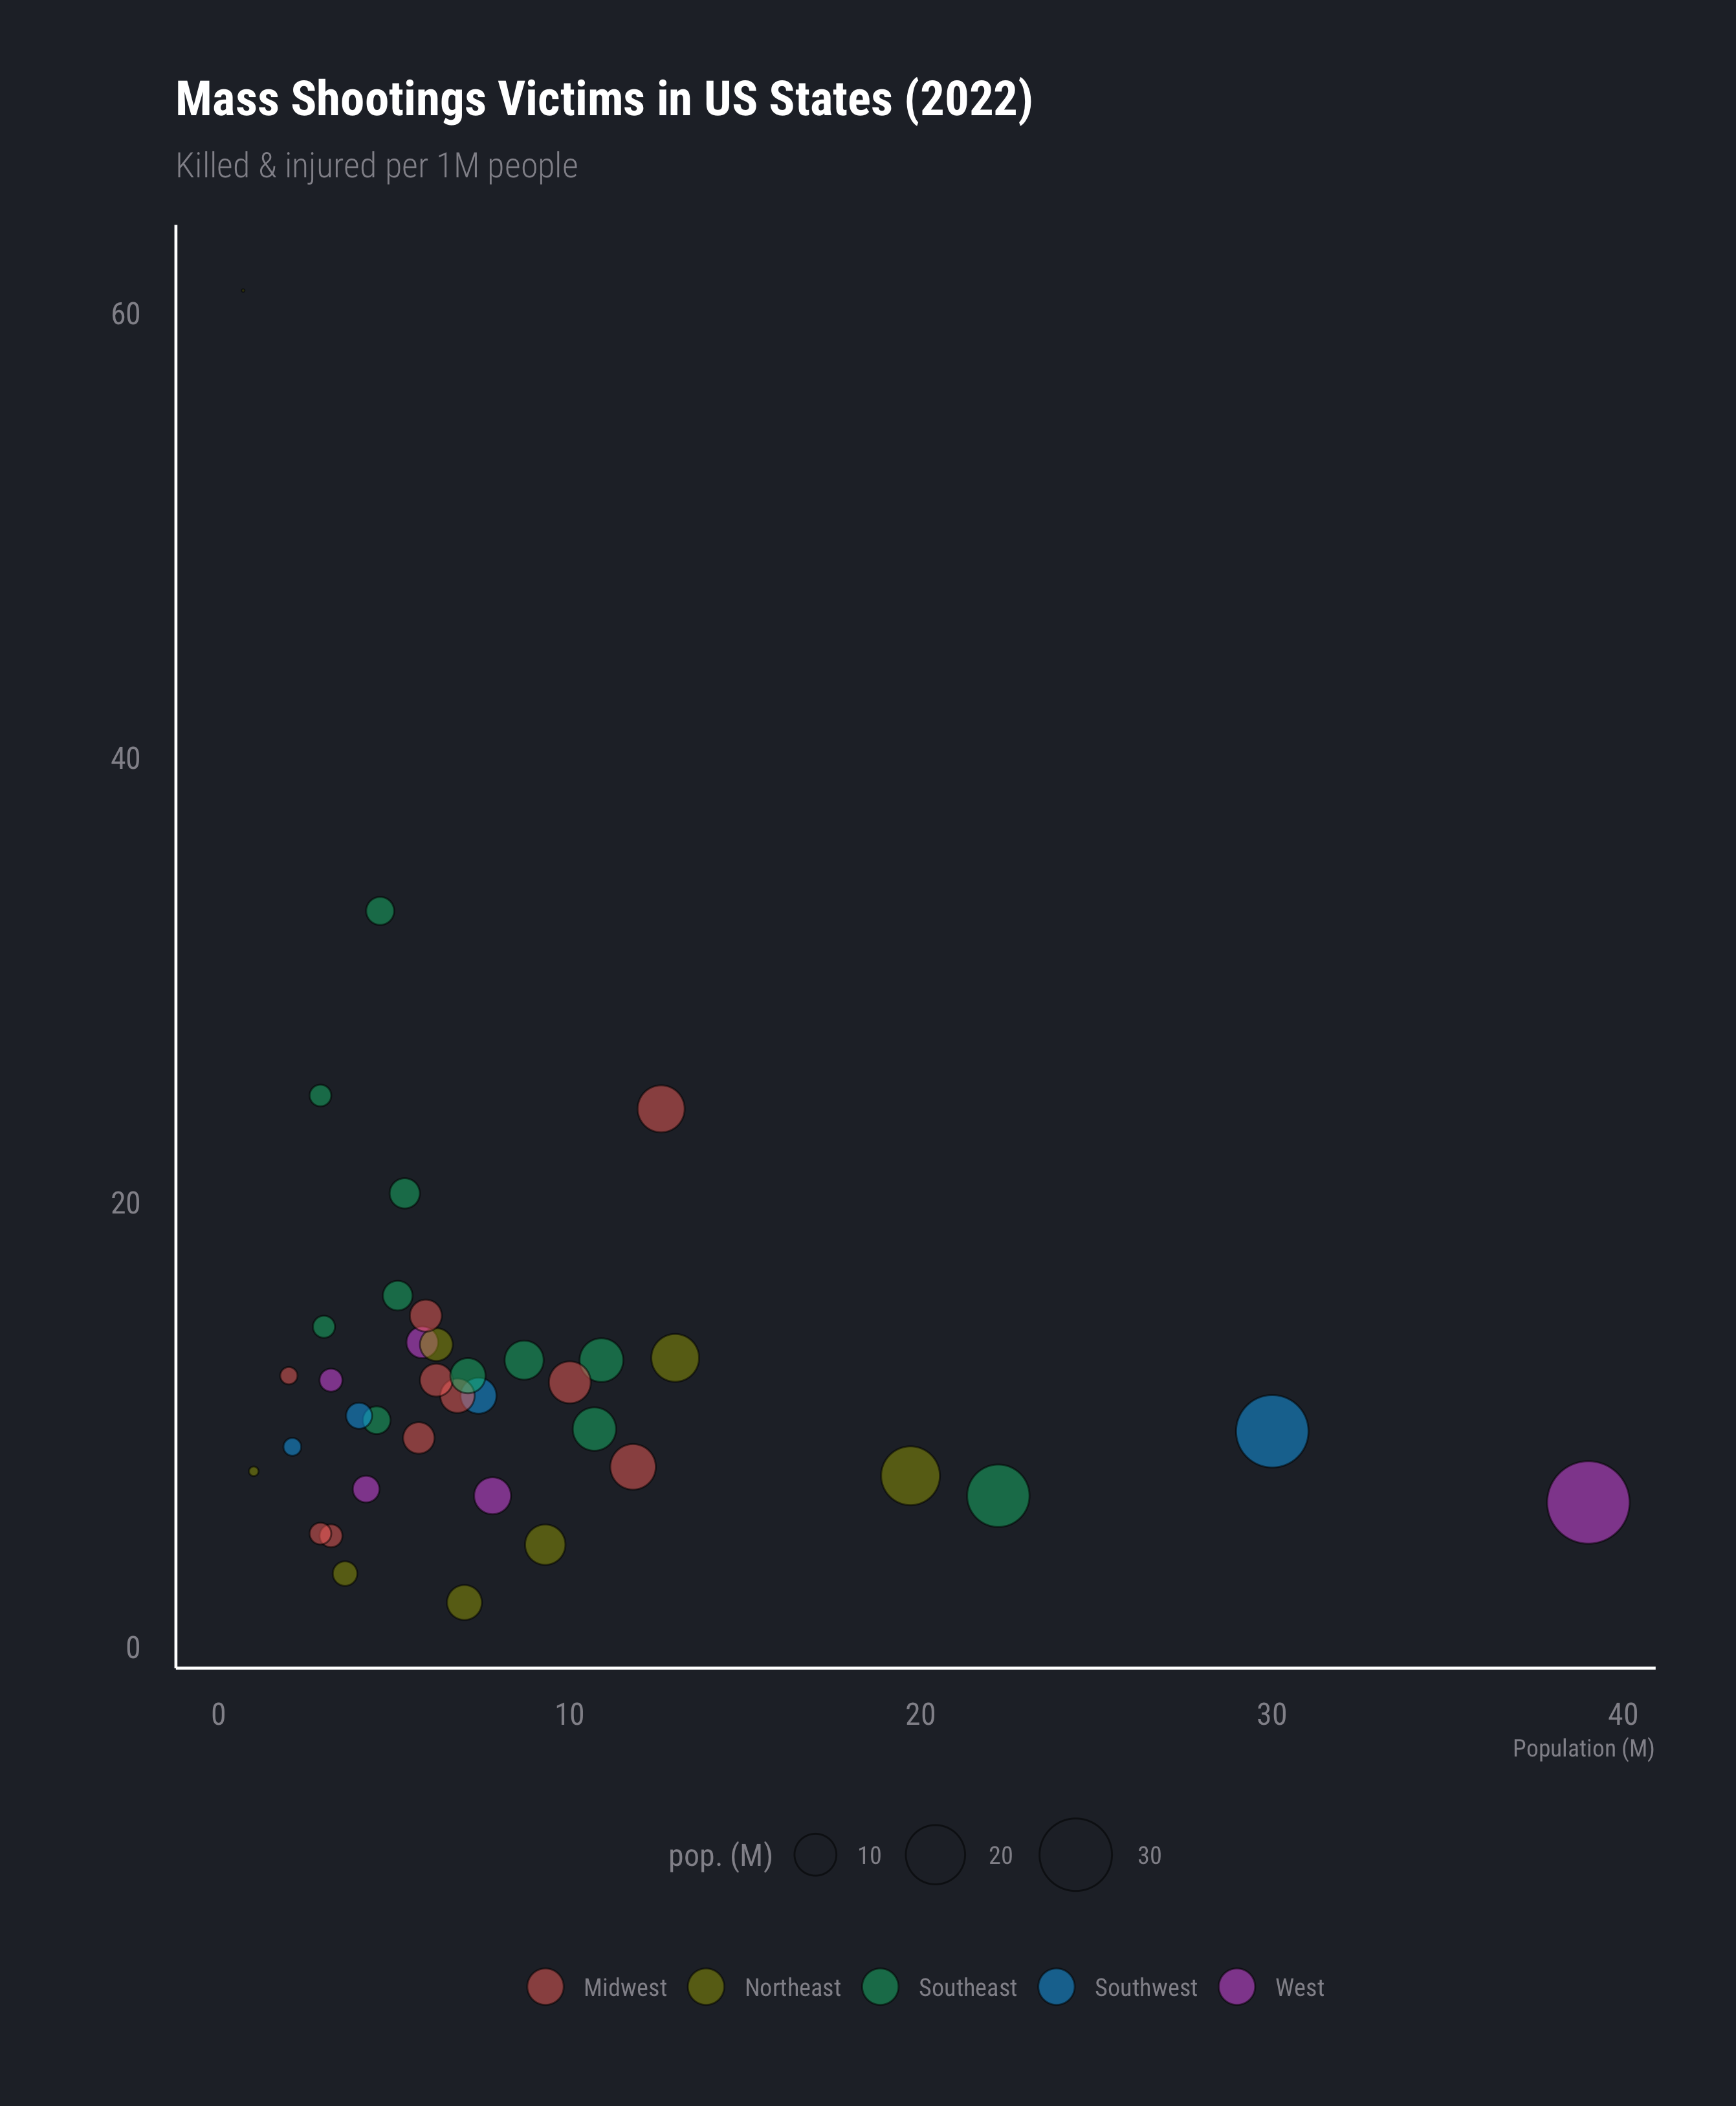 Mass Shootings Victims in US States (2022)
Killed & injured per 1M people
60
40
20
0
0 10 20 30 40
Population (M)
pop. (M) 10 20 30
Midwest Northeast Southeast Southwest West